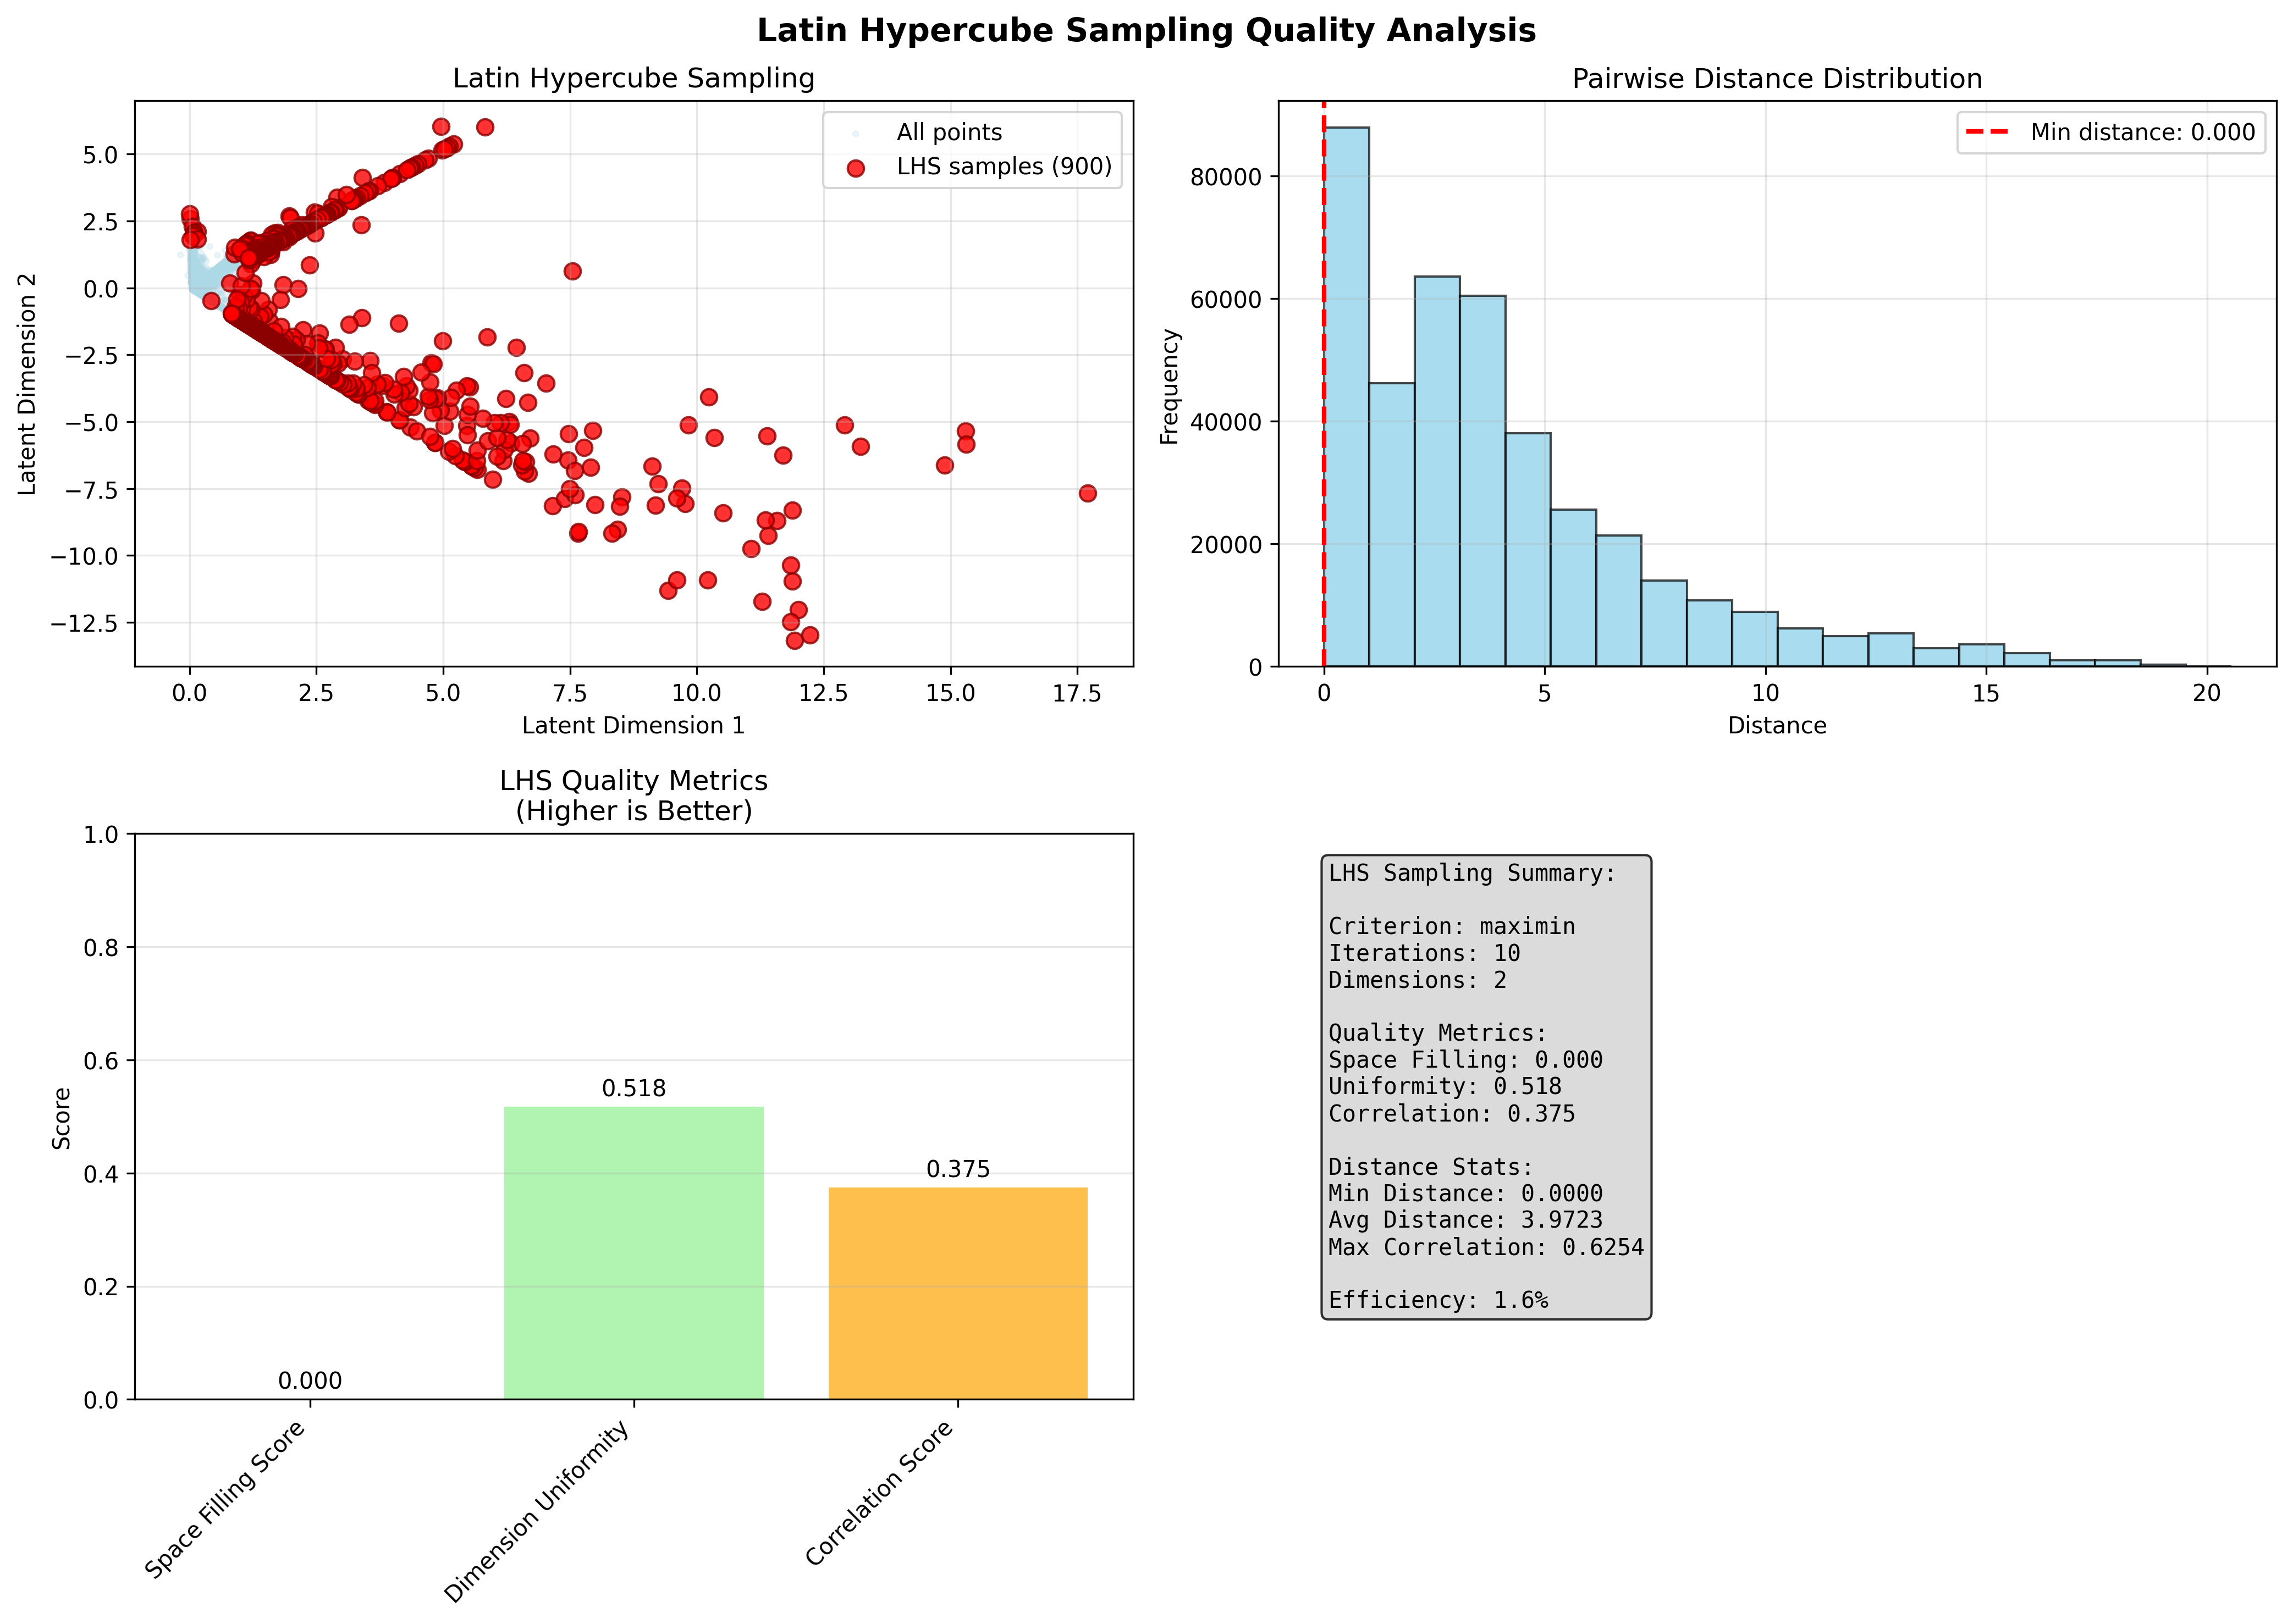 Latin Hypercube Sampling Quality Analysis
Latin Hypercube Sampling
All points
LHS samples (900)
5.0
2.5
0.0
−2.5
−5.0
−7.5
−10.0
−12.5
Latent Dimension 2
0.0 2.5 5.0 7.5 10.0 12.5 15.0 17.5
Latent Dimension 1
Pairwise Distance Distribution
Min distance: 0.000
80000
60000
40000
20000
0
Frequency
0 5 10 15 20
Distance
LHS Quality Metrics
(Higher is Better)
1.0
0.8
0.6
0.4
0.2
0.0
Score
0.000
0.518
0.375
Space Filling Score
Dimension Uniformity
Correlation Score
LHS Sampling Summary:
Criterion: maximin
Iterations: 10
Dimensions: 2
Quality Metrics:
Space Filling: 0.000
Uniformity: 0.518
Correlation: 0.375
Distance Stats:
Min Distance: 0.0000
Avg Distance: 3.9723
Max Correlation: 0.6254
Efficiency: 1.6%